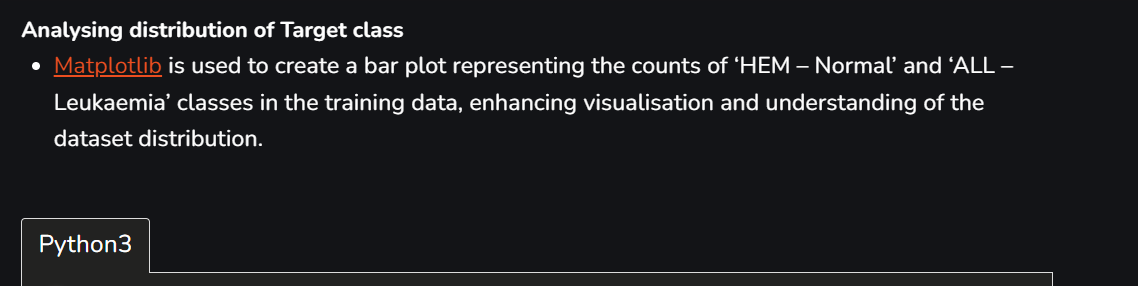 Analysing distribution of Target class
• Matplotlib is used to create a bar plot representing the counts of ‘HEM – Normal’ and ‘ALL –
Leukaemia’ classes in the training data, enhancing visualisation and understanding of the
dataset distribution.
Python3